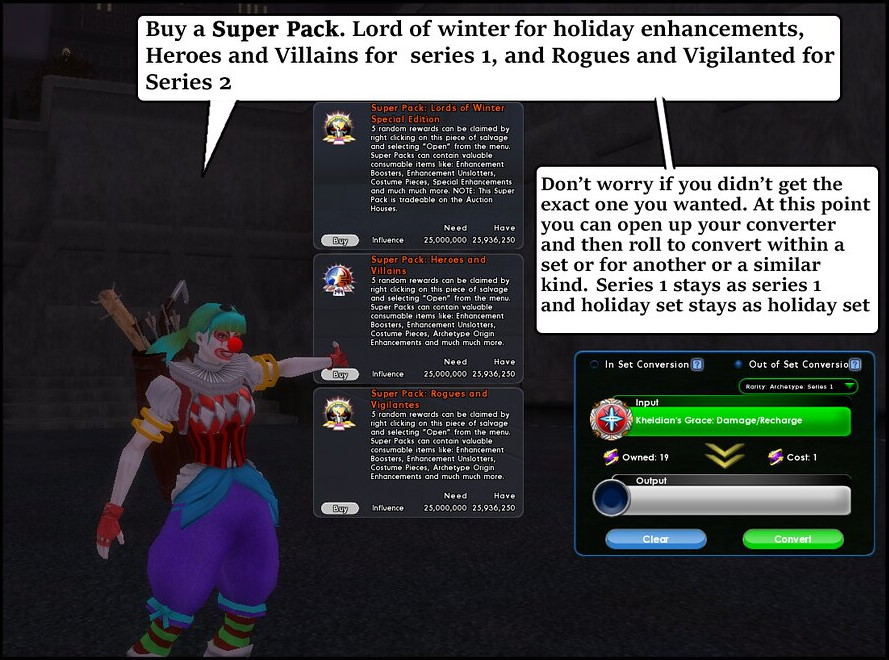 Buy a Super Pack. Lord of winter for holiday enhancements,
Heroes and Villains for series 1, and Rogues and Vigilanted for
Series 2
Super Pack: Lords of Winter
Special Edition
5 random rewards can be claimed by
right clicking on this piece of salvage
and selecting "Open" from the menu.
Super Packs can contain valuable
consumable items like: Enhancement
Boosters, Enhancement Unslotters,
Costume Pieces, Special Enhancements
and much much more. NOTE: This Super
Pack is tradeable on the Auction
Houses.
Need Have
Buy Influence 25,000,000 25,936,250
Super Pack: Heroes and
Villains
5 random rewards can be claimed by
right clicking on this piece of salvage
and selecting "Open" from the menu.
Super Packs can contain valuable
consumable items like: Enhancement
Boosters, Enhancement Unslotters,
Costume Pieces, Archetype Origin
Enhancements and much much more.
Need Have
Buy Influence 25,000,000 25,936,250
Super Pack: Rogues and
Vigilantes
5 random rewards can be claimed by
right clicking on this piece of salvage
and selecting "Open" from the menu.
Super Packs can contain valuable
consumable items like: Enhancement
Boosters, Enhancement Unslotters,
Costume Pieces, Archetype Origin
Enhancements and much much more.
Need Have
Buy Influence 25,000,000 25,936,250
Don't worry if you didn't get the
exact one you wanted. At this point
you can open up your converter
and then roll to convert within a
set or for another or a similar
kind. Series 1 stays as series 1
and holiday set stays as holiday set
In Set Conversion ? Out of Set Conversio ?
Rarity: Archetype: Series 1
Input
Kheldian's Grace: Damage/Recharge
Owned: 19 Cost: 1
Output
Clear Convert